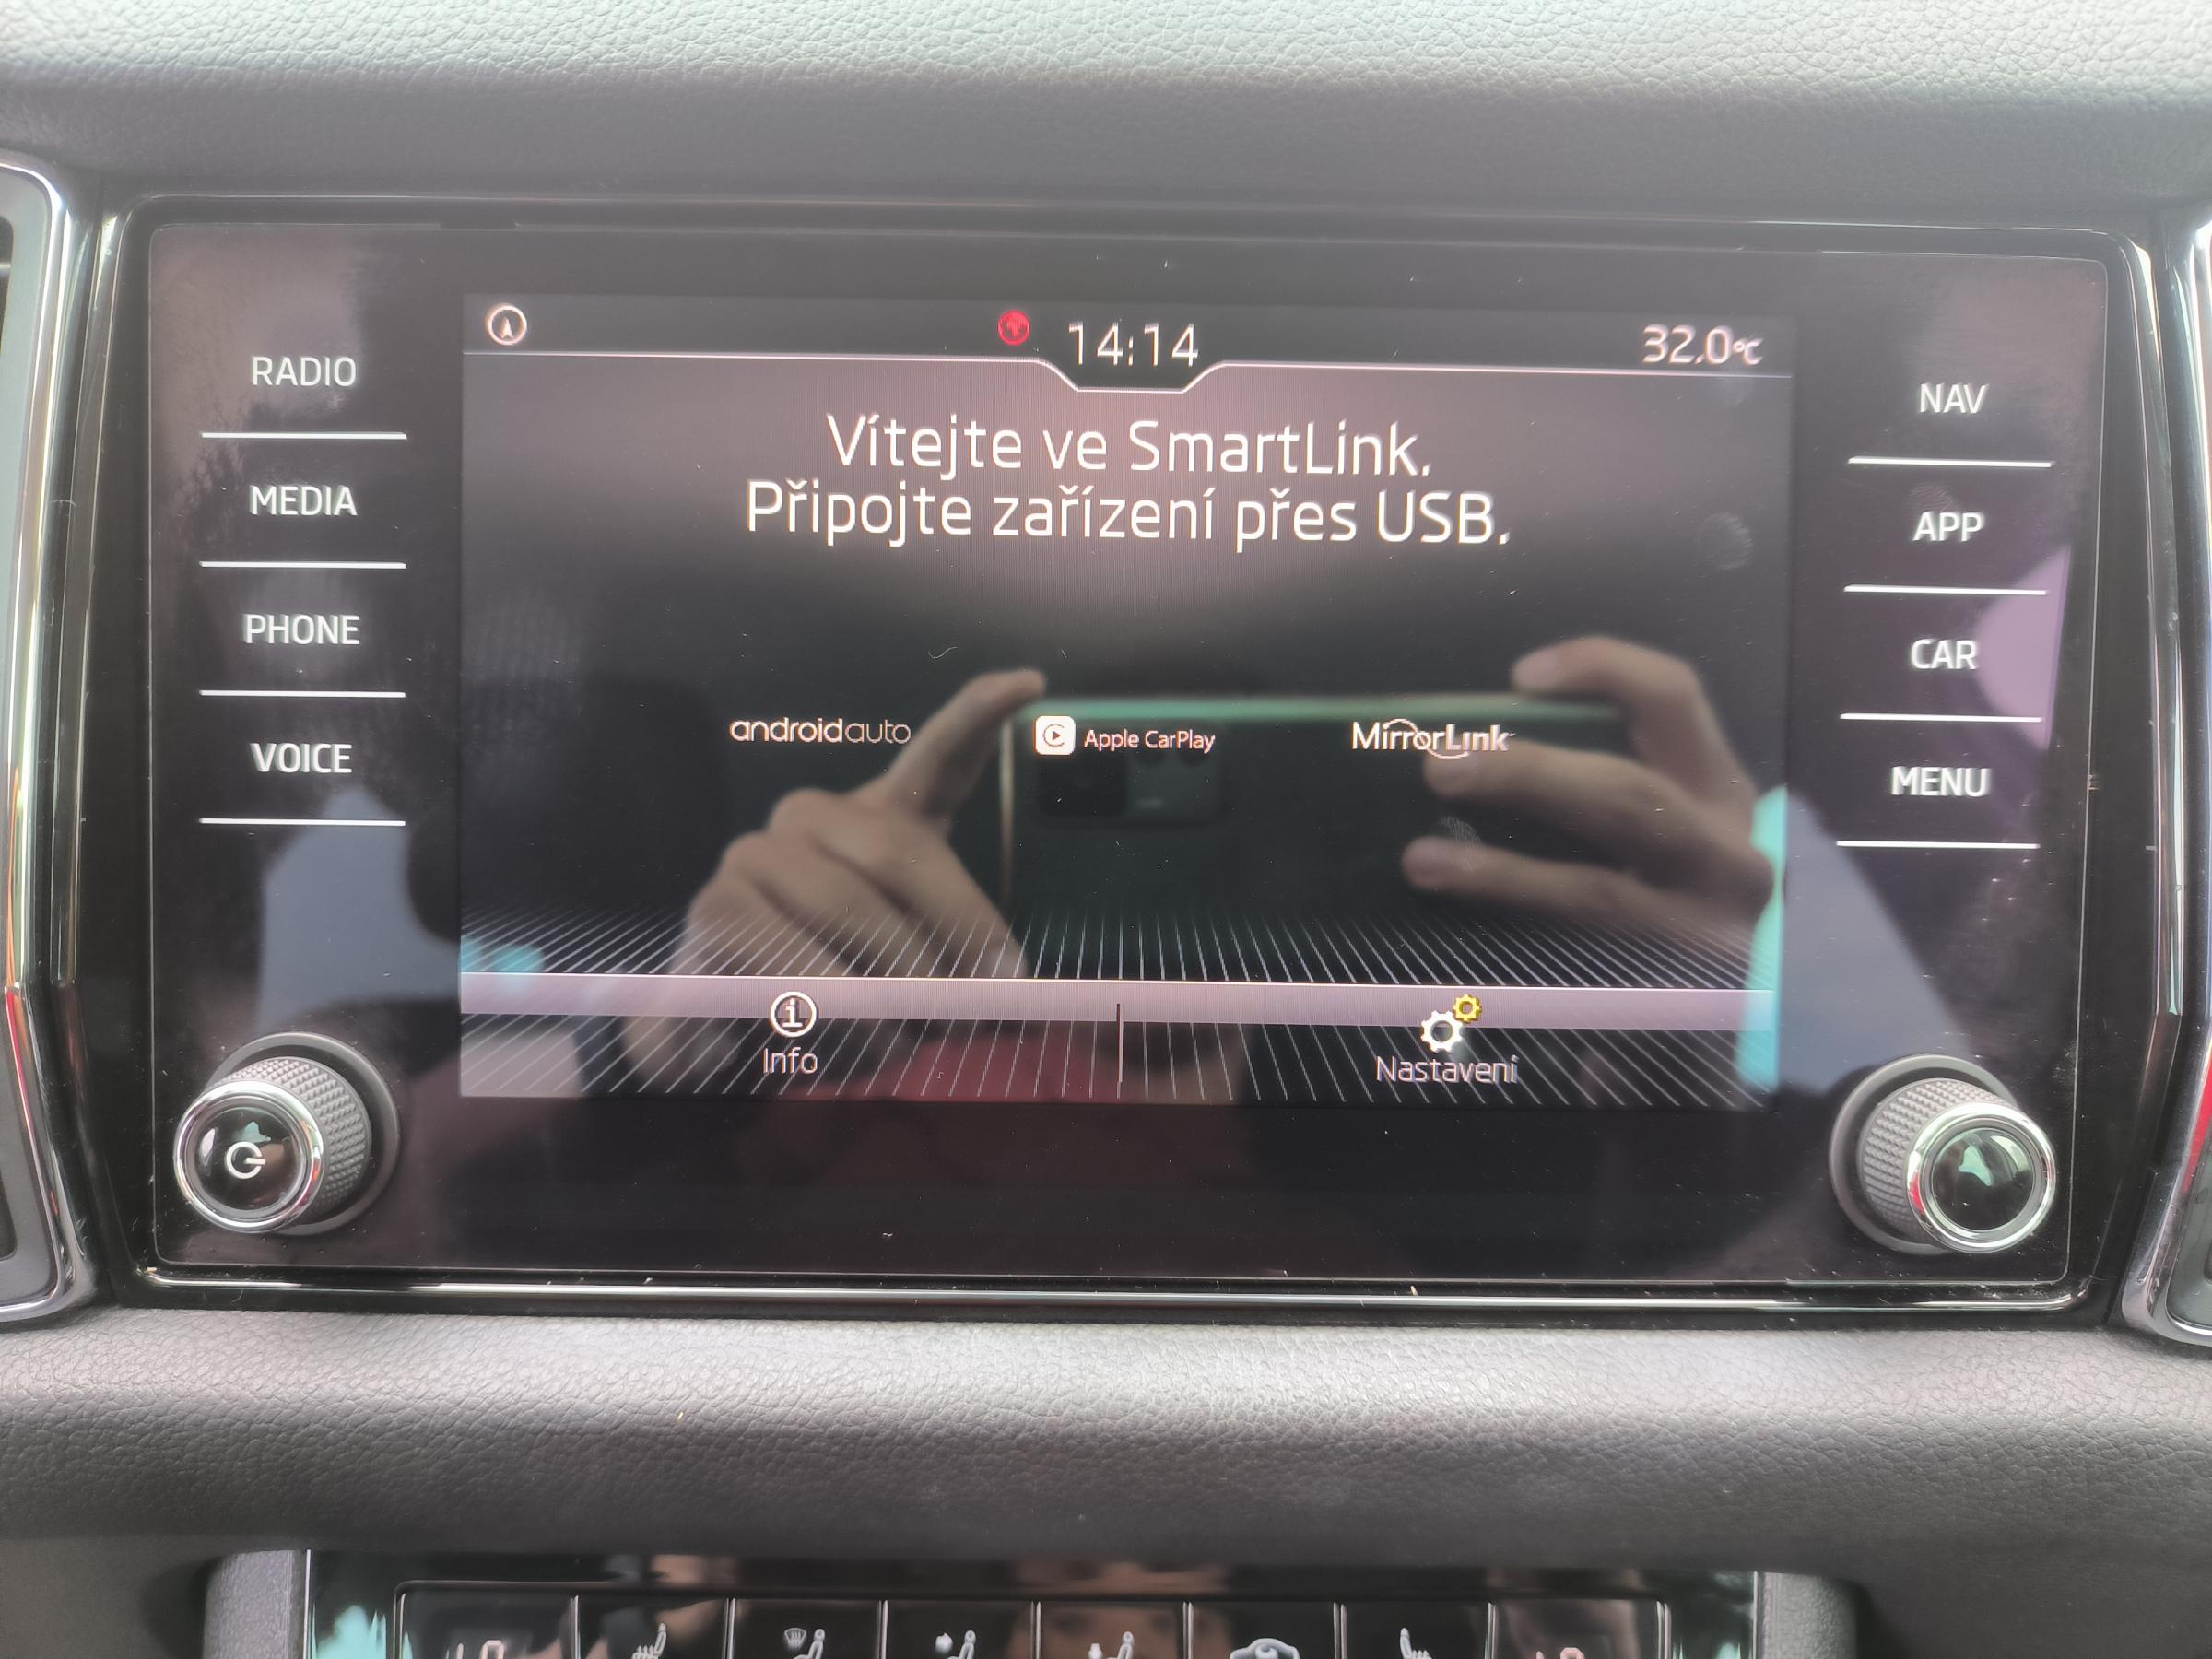 14:14
32.0°C
RADIO
MEDIA
PHONE
VOICE
Vítejte ve SmartLink.
Připojte zařízení přes USB.
androidauto
Apple CarPlay
MirrorLink
Info
Nastavení
NAV
APP
CAR
MENU